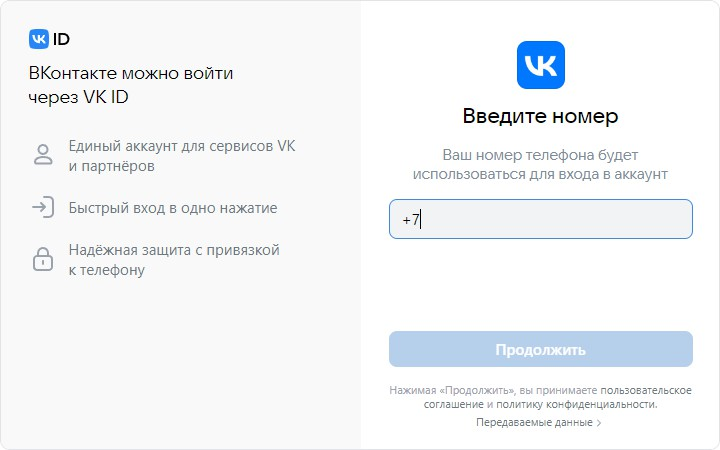 VK ID
ВКонтакте можно войти
через VK ID
Единый аккаунт для сервисов VK
и партнёров
Быстрый вход в одно нажатие
Надёжная защита с привязкой
к телефону
VK
Введите номер
Ваш номер телефона будет
использоваться для входа в аккаунт
+7
Продолжить
Нажимая «Продолжить», вы принимаете пользовательское
соглашение и политику конфиденциальности.
Передаваемые данные >